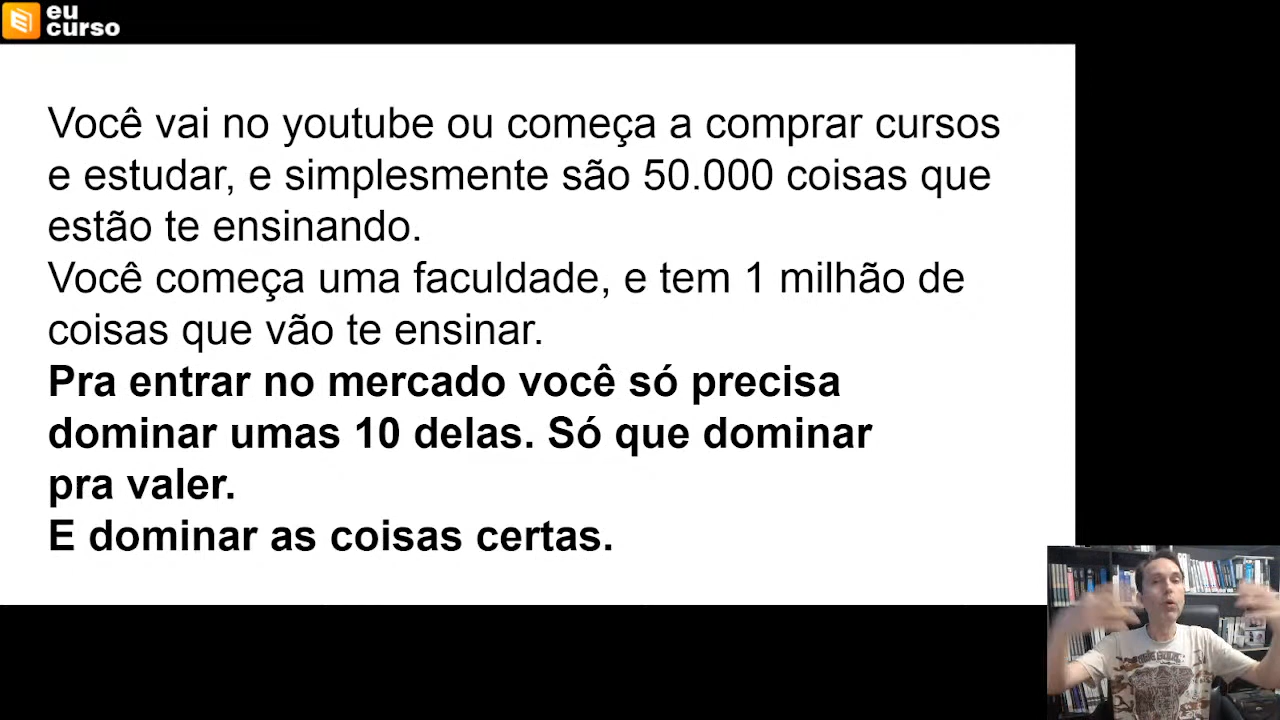 eu
curso
Você vai no youtube ou começa a comprar cursos
e estudar, e simplesmente são 50.000 coisas que
estão te ensinando.
Você começa uma faculdade, e tem 1 milhão de
coisas que vão te ensinar.
Pra entrar no mercado você só precisa
dominar umas 10 delas. Só que dominar
pra valer.
E dominar as coisas certas.